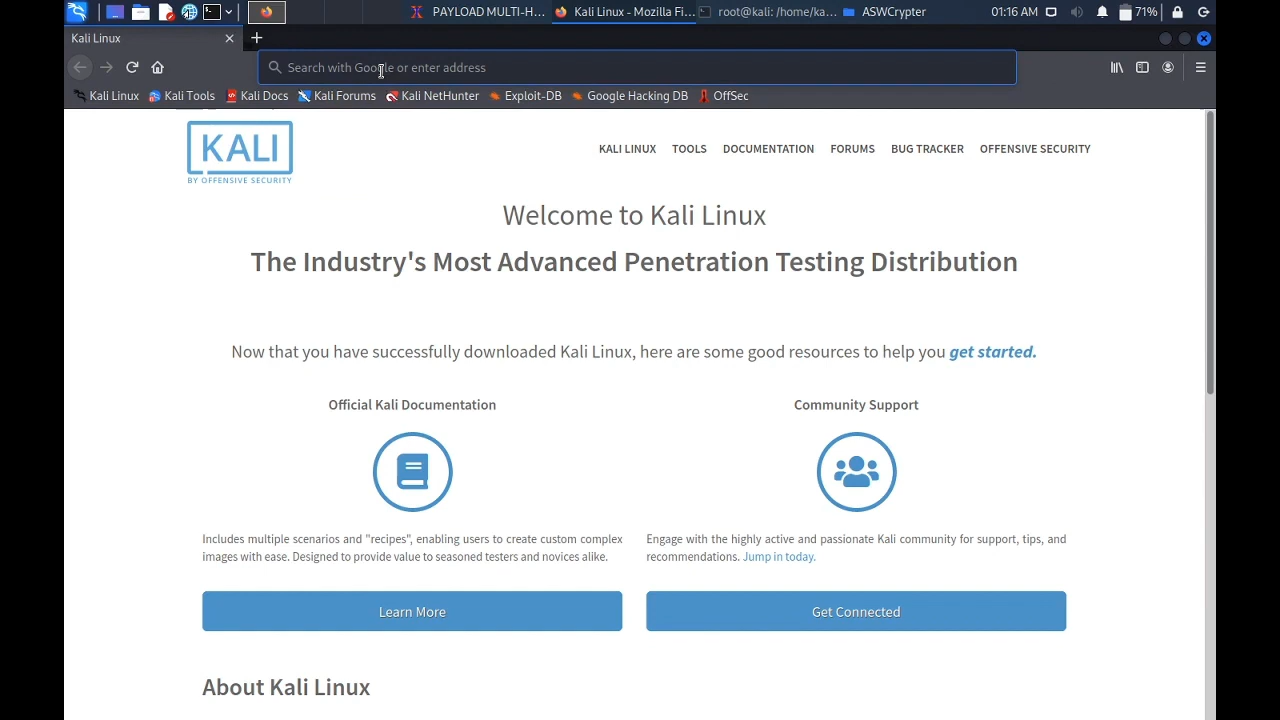 PAYLOAD MULTI-H... Kali Linux - Mozilla Fi... root@kali: /home/ka... ASWCrypter 01:16 AM 71%
Kali Linux
Search with Google or enter address
Kali Linux Kali Tools Kali Docs Kali Forums Kali NetHunter Exploit-DB Google Hacking DB OffSec
KALI
BY OFFENSIVE SECURITY
KALI LINUX TOOLS DOCUMENTATION FORUMS BUG TRACKER OFFENSIVE SECURITY
Welcome to Kali Linux
The Industry's Most Advanced Penetration Testing Distribution
Now that you have successfully downloaded Kali Linux, here are some good resources to help you get started.
Official Kali Documentation
Includes multiple scenarios and "recipes", enabling users to create custom complex
images with ease. Designed to provide value to seasoned testers and novices alike.
Learn More
Community Support
Engage with the highly active and passionate Kali community for support, tips, and
recommendations. Jump in today.
Get Connected
About Kali Linux